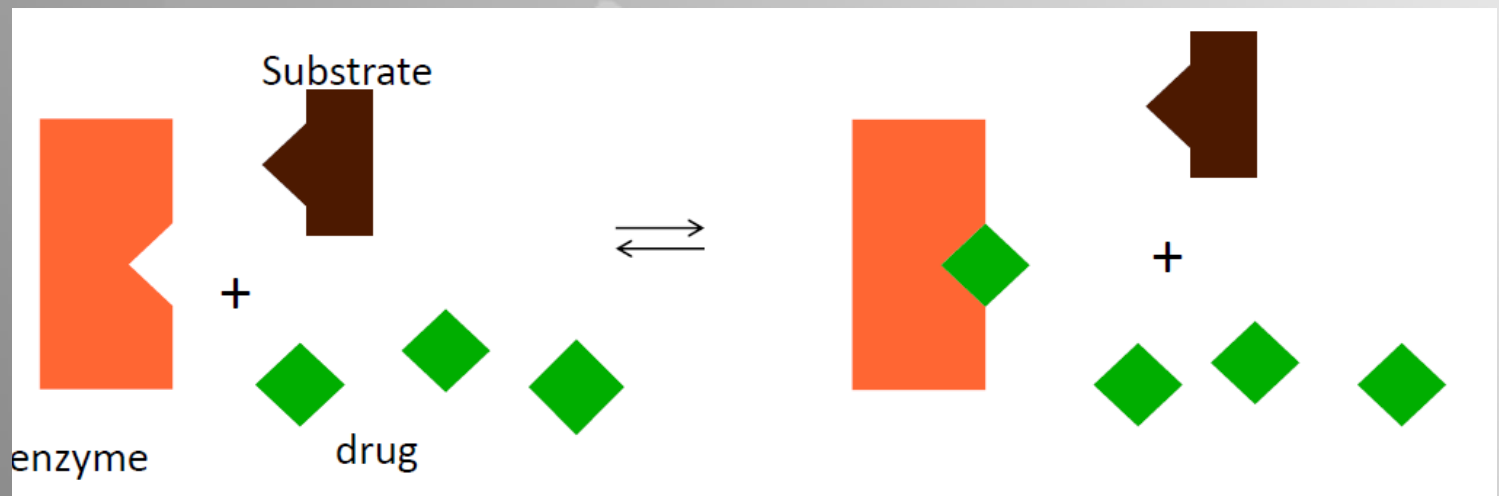 Substrate
+
+
drug
enzyme